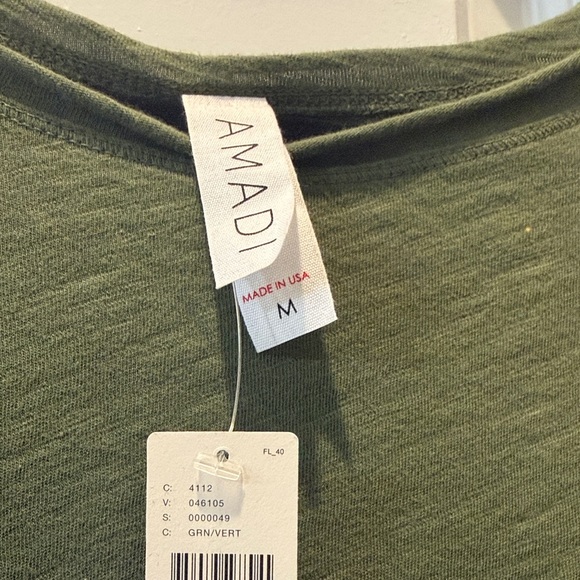 AMADI
MADE IN USA
M
FL_40
C: 4112
V: 046105
S: 0000049
C: GRN/VERT